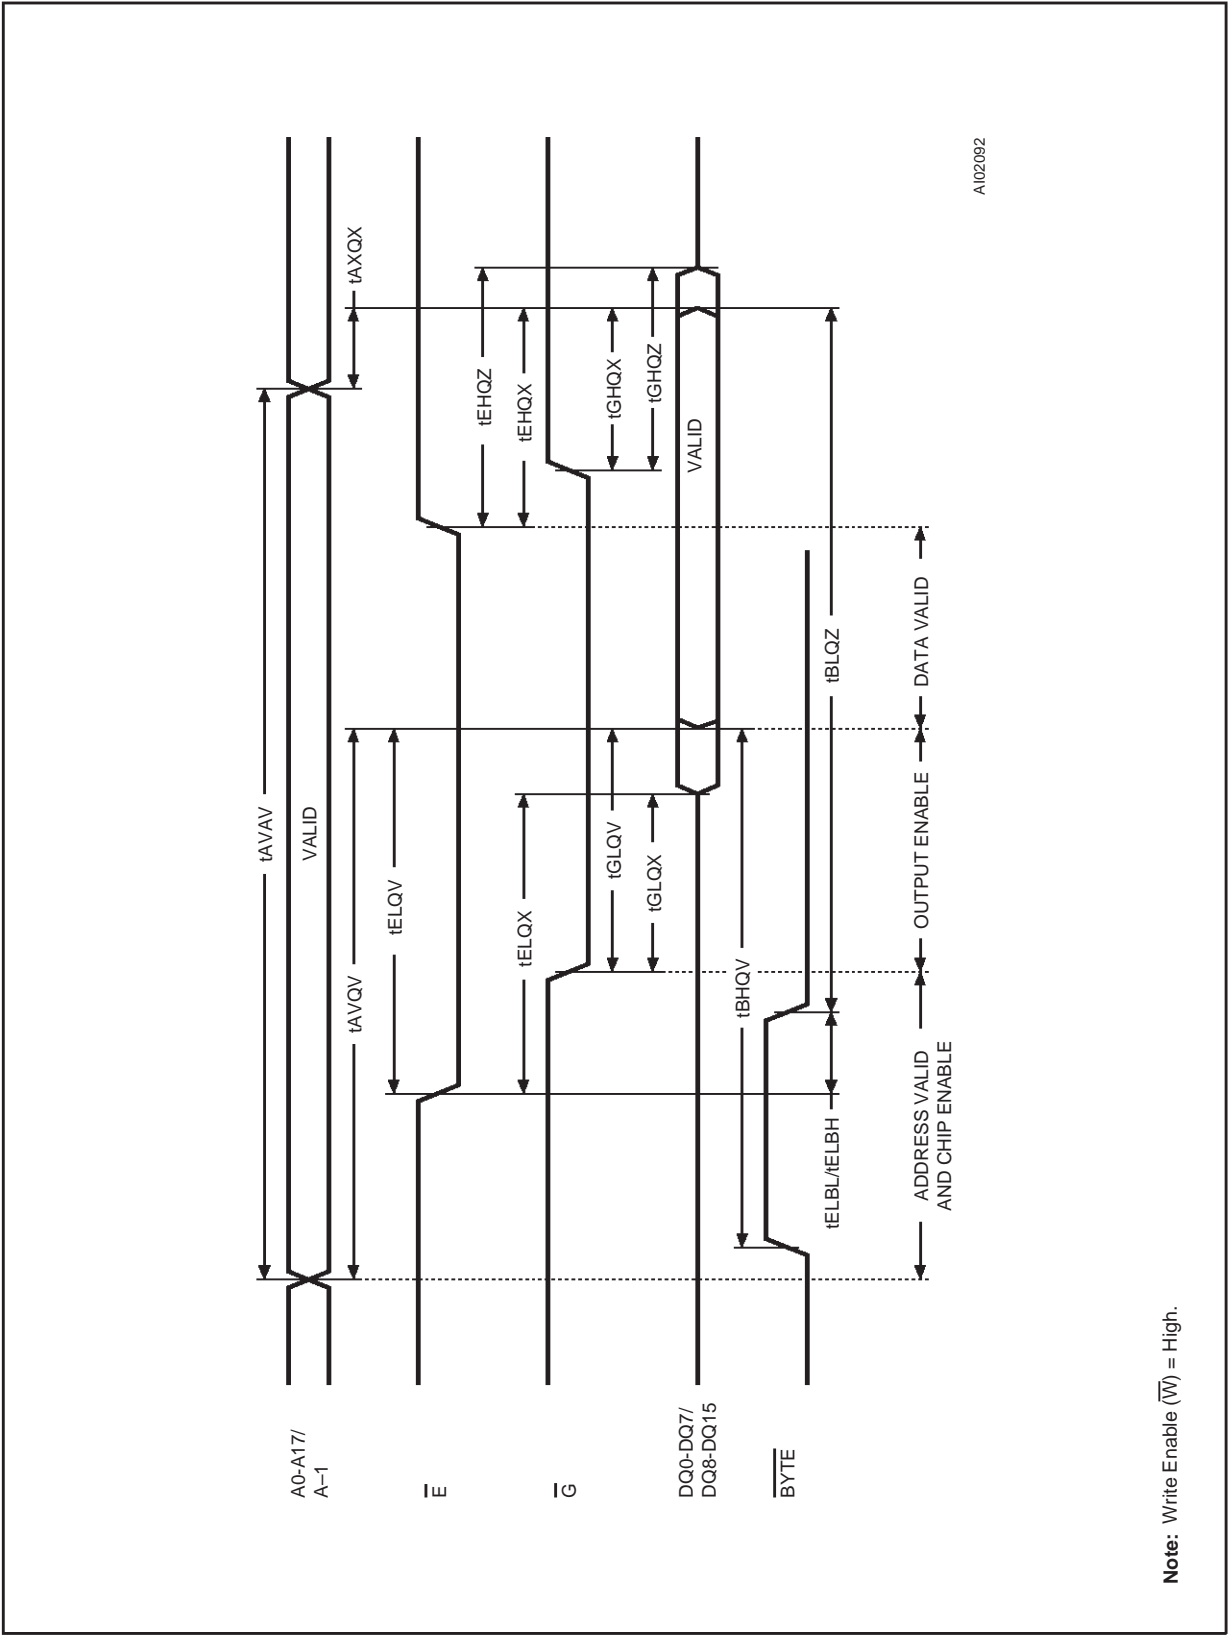 A0-A17/
A–1
tAVAV
VALID
tAVQV
tAXQX
E
tELQV
tEHQZ
tELQX
tEHQX
G
tGLQV
tGHQX
tGLQX
tGHQZ
DQ0-DQ7/
DQ8-DQ15
VALID
tBHQV
BYTE
tELBL/tELBH
tBLQZ
ADDRESS VALID
AND CHIP ENABLE
OUTPUT ENABLE
DATA VALID
AI02092
Note: Write Enable (W) = High.